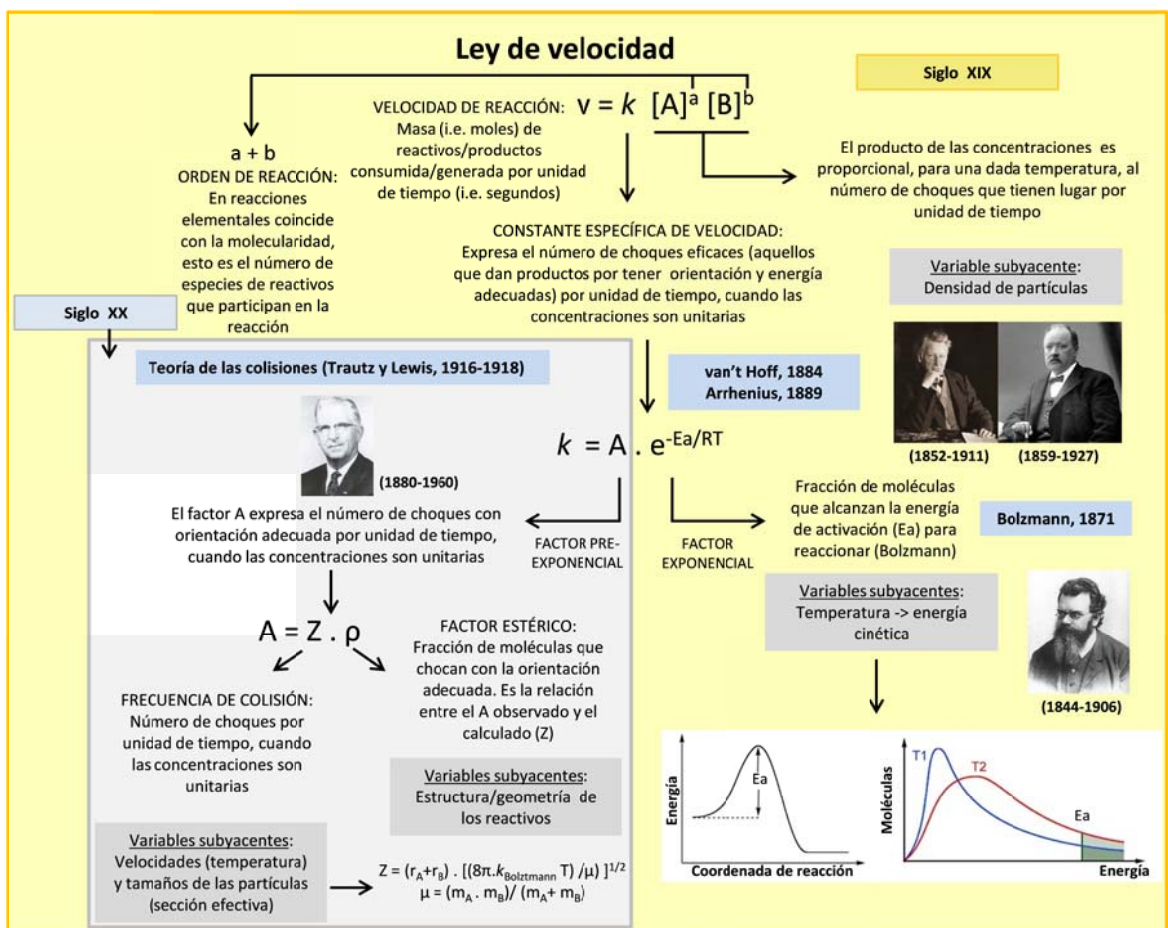 Ley de velocidad
Siglo XIX
VELOCIDAD DE REACCIÓN:
Masa (i.e. moles) de
reactivos/productos
consumida/generada por unidad
de tiempo (i.e. segundos)
v = k [A]ᵃ [B]ᵇ
a + b
ORDEN DE REACCIÓN:
En reacciones
elementales coincide
con la molecularidad,
esto es el número de
especies de reactivos
que participan en la
reacción
El producto de las concentraciones es
proporcional, para una dada temperatura, al
número de choques que tienen lugar por
unidad de tiempo
CONSTANTE ESPECÍFICA DE VELOCIDAD:
Expresa el número de choques eficaces (aquellos
que dan productos por tener orientación y energía
adecuadas) por unidad de tiempo, cuando las
concentraciones son unitarias
Variable subyacente:
Densidad de partículas
Siglo XX
Teoría de las colisiones (Trautz y Lewis, 1916-1918)
van't Hoff, 1884
Arrhenius, 1889
(1852-1911)
(1859-1927)
(1880-1960)
k = A . e^-Ea/RT
El factor A expresa el número de choques con
orientación adecuada por unidad de tiempo,
cuando las concentraciones son unitarias
FACTOR PRE-
EXPONENCIAL
FACTOR
EXPONENCIAL
Fracción de moléculas
que alcanzan la energía
de activación (Ea) para
reaccionar (Bolzmann)
Bolzmann, 1871
Variables subyacentes:
Temperatura -> energía
cinética
(1844-1906)
A = Z . ρ
FRECUENCIA DE COLISIÓN:
Número de choques por
unidad de tiempo, cuando
las concentraciones son
unitarias
FACTOR ESTÉRICO:
Fracción de moléculas que
chocan con la orientación
adecuada. Es la relación
entre el A observado y el
calculado (Z)
Variables subyacentes:
Estructura/geometría de
los reactivos
Variables subyacentes:
Velocidades (temperatura)
y tamaños de las partículas
(sección efectiva)
Z = (r_A+r_B) . [(8π.k_Bolztmann T) /μ) ]^1/2
μ = (m_A . m_B)/ (m_A+ m_B)
Energía
Ea
Coordenada de reacción
Moléculas
T1
T2
Ea
Energía